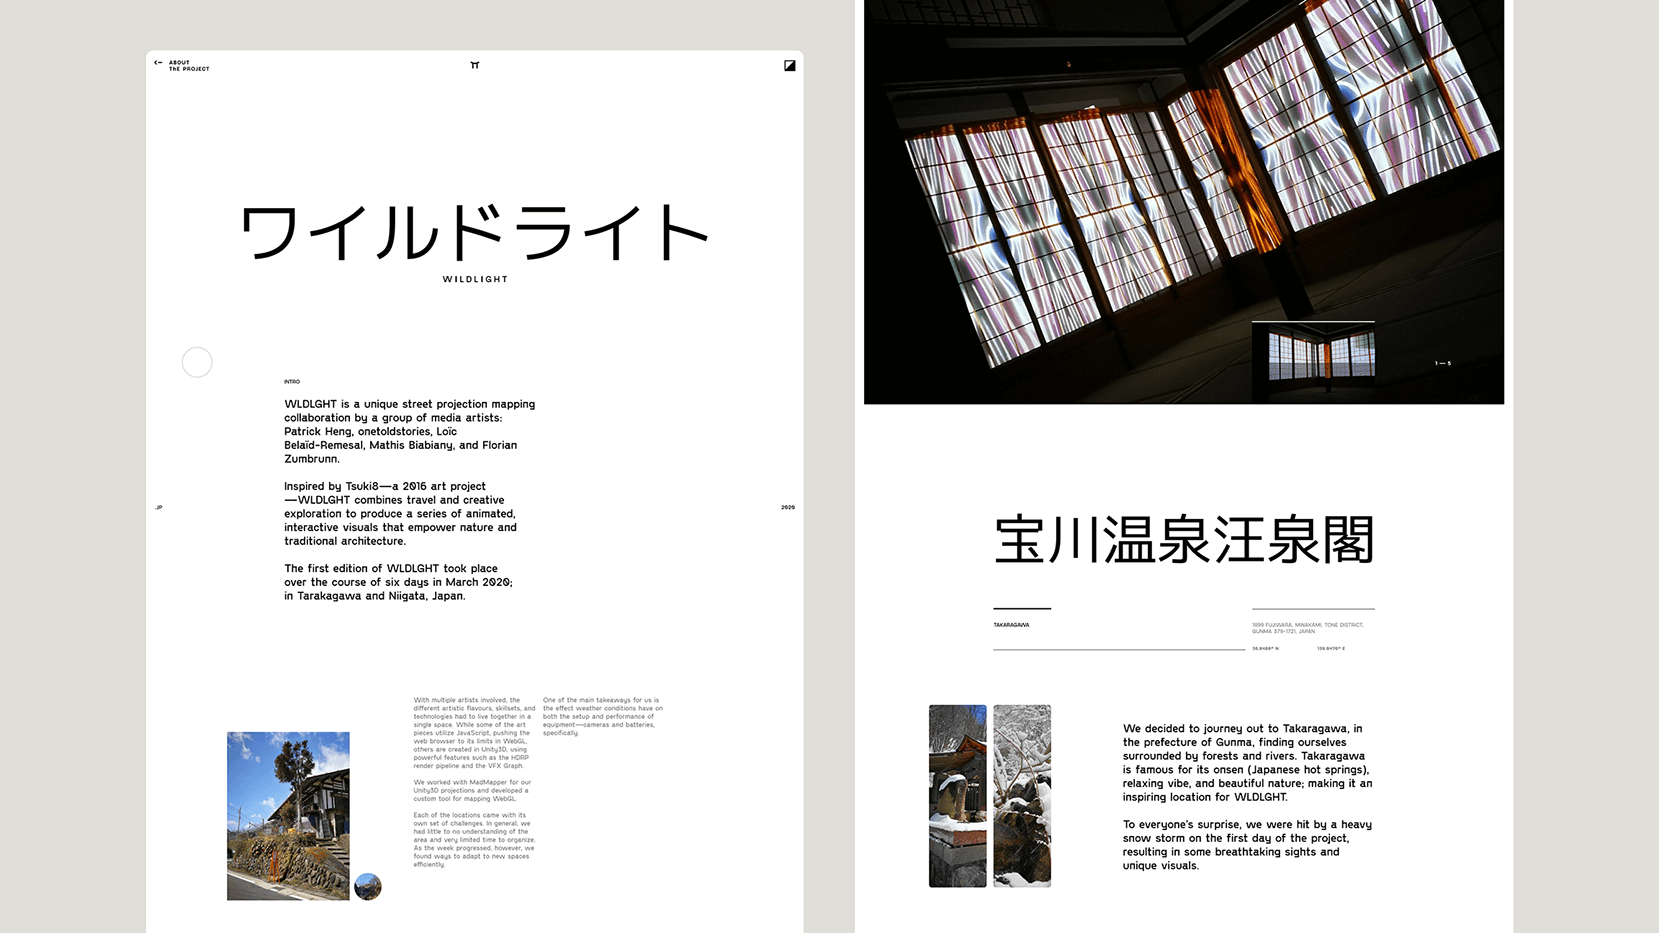 ABOUT
THE PROJECT
ワイルドライト
WILDLIGHT
INTRO
WLDLGHT is a unique street projection mapping
collaboration by a group of media artists:
Patrick Heng, onetoldstories, Loïc
Belaïd-Remesal, Mathis Biabiany, and Florian
Zumbrunn.
Inspired by Tsuki8—a 2016 art project
—WLDLGHT combines travel and creative
exploration to produce a series of animated,
interactive visuals that empower nature and
traditional architecture.
The first edition of WLDLGHT took place
over the course of six days in March 2020;
in Tarakagawa and Niigata, Japan.
.JP
2020
With multiple artists involved, the
different artistic flavours, skillsets, and
technologies had to live together in a
single space. While some of the art
pieces utilize JavaScript, pushing the
web browser to its limits in WebGL,
others are created in Unity3D, using
powerful features such as the HDRP
render pipeline and the VFX Graph.
We worked with MadMapper for our
Unity3D projections and developed a
custom tool for mapping WebGL.
Each of the locations came with its
own set of challenges. In general, we
had little to no understanding of the
area and very limited time to organize.
As the week progressed, however, we
found ways to adapt to new spaces
efficiently.
One of the main takeaways for us is
the effect weather conditions have on
both the setup and performance of
equipment—cameras and batteries,
specifically.
1 — 5
宝川温泉汪泉閣
TAKARAGAWA
1899 FUJIWARA, MINAKAMI, TONE DISTRICT,
GUNMA 379-1721, JAPAN
We decided to journey out to Takaragawa, in
the prefecture of Gunma, finding ourselves
surrounded by forests and rivers. Takaragawa
is famous for its onsen (Japanese hot springs),
relaxing vibe, and beautiful nature; making it an
inspiring location for WLDLGHT.
To everyone's surprise, we were hit by a heavy
snow storm on the first day of the project,
resulting in some breathtaking sights and
unique visuals.